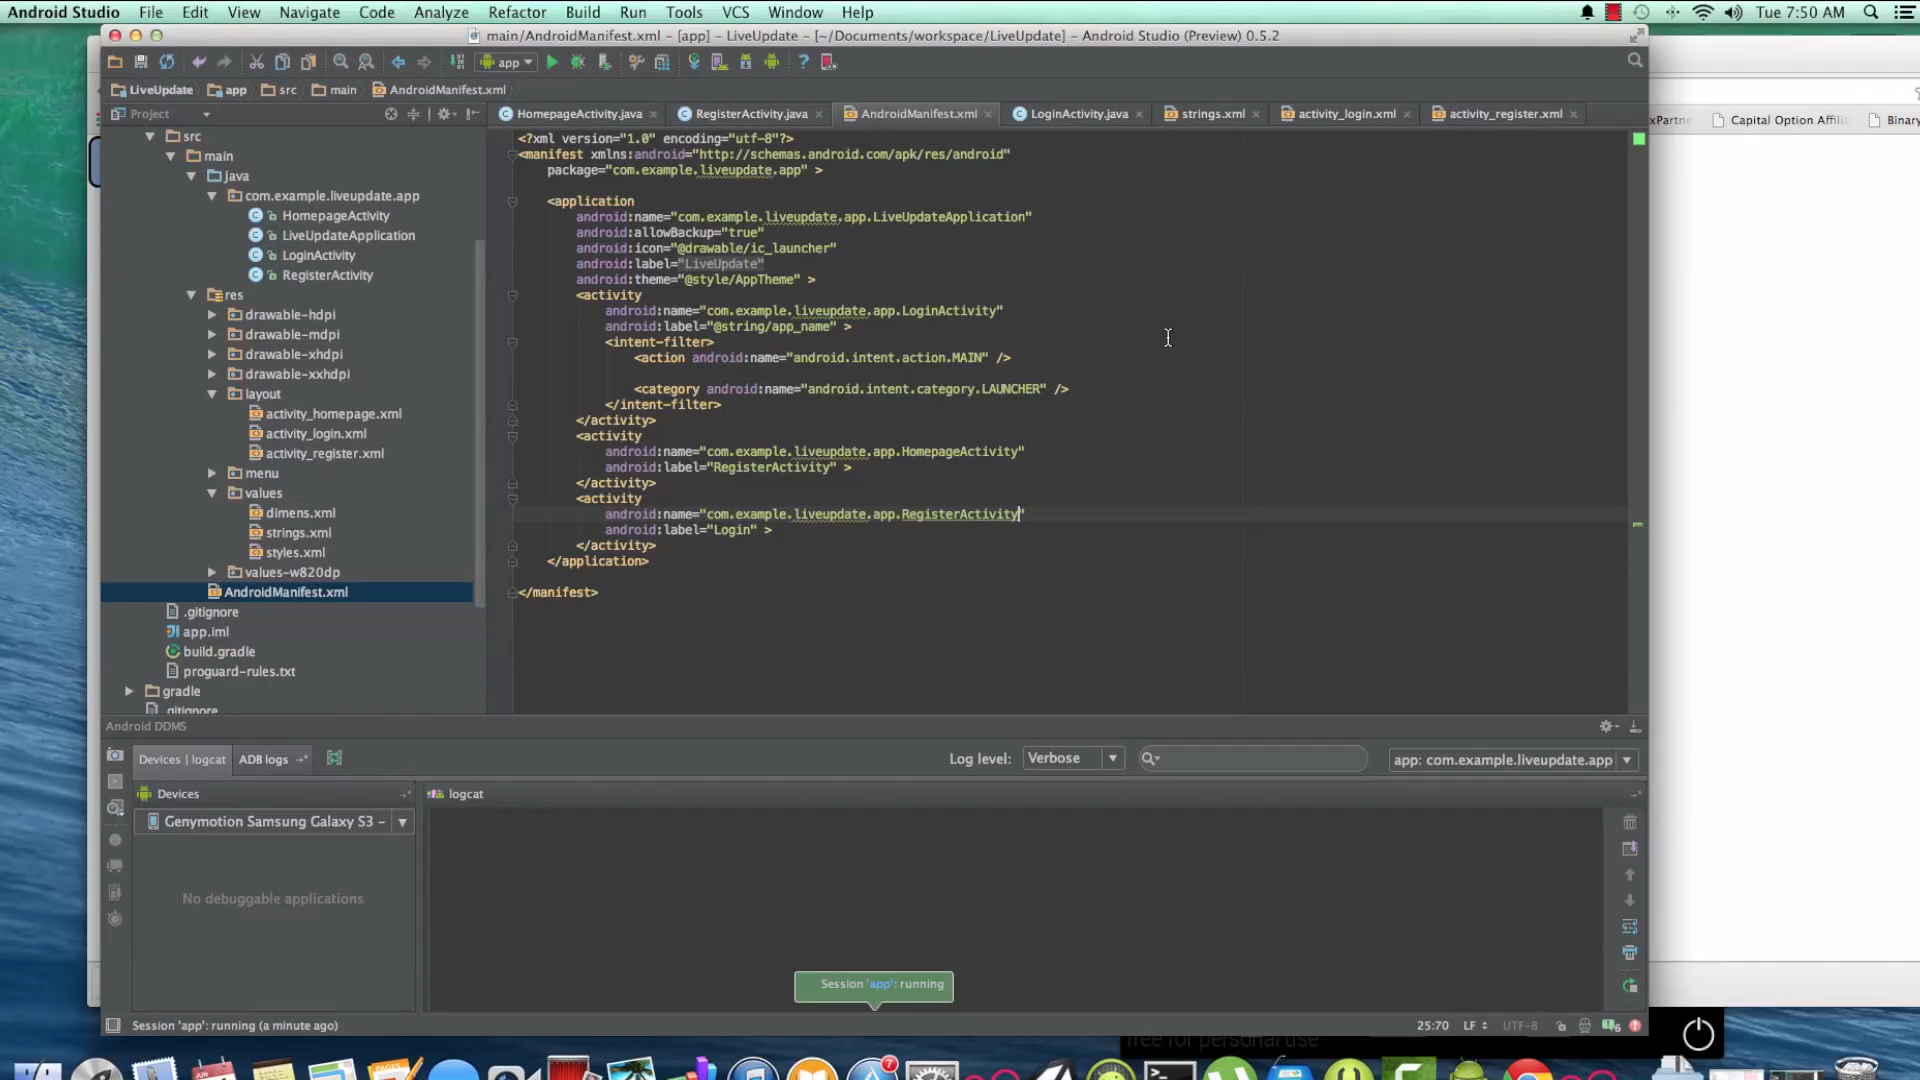 Android Studio File Edit View Navigate Code Analyze Refactor Build Run Tools VCS Window Help Tue 7:50 AM
main/AndroidManifest.xml – [app] – LiveUpdate – [~/Documents/workspace/LiveUpdate] – Android Studio (Preview) 0.5.2
app
LiveUpdate app src main AndroidManifest.xml
Project HomepageActivity.java RegisterActivity.java AndroidManifest.xml LoginActivity.java strings.xml activity_login.xml activity_register.xml
xPartne Capital Option Affili Binary
src
main
java
com.example.liveupdate.app
HomepageActivity
LiveUpdateApplication
LoginActivity
RegisterActivity
res
drawable-hdpi
drawable-mdpi
drawable-xhdpi
drawable-xxhdpi
layout
activity_homepage.xml
activity_login.xml
activity_register.xml
menu
values
dimens.xml
strings.xml
styles.xml
values-w820dp
AndroidManifest.xml
.gitignore
app.iml
build.gradle
proguard-rules.txt
gradle
.gitignore
<?xml version="1.0" encoding="utf-8"?>
<manifest xmlns:android="http://schemas.android.com/apk/res/android"
package="com.example.liveupdate.app" >
<application
android:name="com.example.liveupdate.app.LiveUpdateApplication"
android:allowBackup="true"
android:icon="@drawable/ic_launcher"
android:label="LiveUpdate"
android:theme="@style/AppTheme" >
<activity
android:name="com.example.liveupdate.app.LoginActivity"
android:label="@string/app_name" >
<intent-filter>
<action android:name="android.intent.action.MAIN" />
<category android:name="android.intent.category.LAUNCHER" />
</intent-filter>
</activity>
<activity
android:name="com.example.liveupdate.app.HomepageActivity"
android:label="RegisterActivity" >
</activity>
<activity
android:name="com.example.liveupdate.app.RegisterActivity"
android:label="Login" >
</activity>
</application>
</manifest>
Android DDMS
Devices | logcat ADB logs Log level: Verbose app: com.example.liveupdate.app
Devices logcat
Genymotion Samsung Galaxy S3 –
No debuggable applications
Session 'app': running
Session 'app': running (a minute ago) 25:70 LF UTF-8 6
free for personal use
7